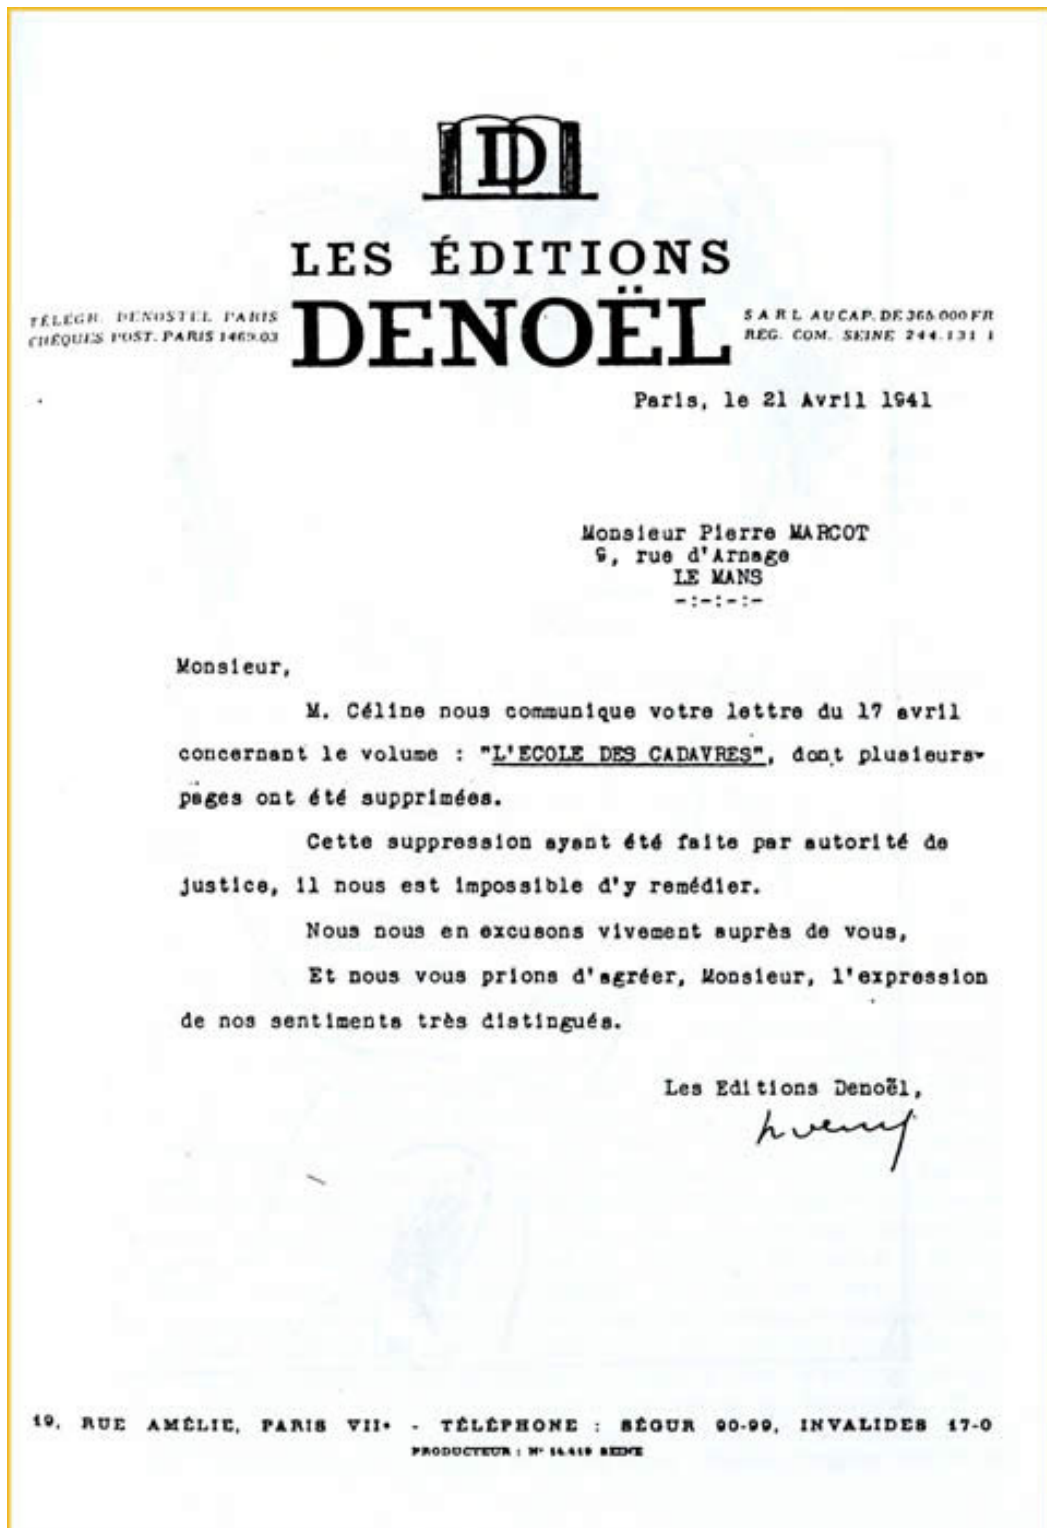 D
LES ÉDITIONS
DENOËL
TÉLÉGR. DENOSTEL PARIS
CHÈQUES POST. PARIS 1469.03
S A R L AU CAP. DE 365.000 FR
REG. COM. SEINE 244.131 1
Paris, le 21 Avril 1941
Monsieur Pierre MARCOT
9, rue d'Arnage
LE MANS
-:-:-:-
Monsieur,
M. Céline nous communique votre lettre du 17 avril
concernant le volume : "L'ECOLE DES CADAVRES", dont plusieurs-
pages ont été supprimées.
Cette suppression ayant été faite par autorité de
justice, il nous est impossible d'y remédier.
Nous nous en excusons vivement auprès de vous,
Et nous vous prions d'agréer, Monsieur, l'expression
de nos sentiments très distingués.
Les Editions Denoël,
19, RUE AMÉLIE, PARIS VII• - TÉLÉPHONE : SÉGUR 90-99, INVALIDES 17-0
PRODUCTEUR : Nº 14.419 SEINE